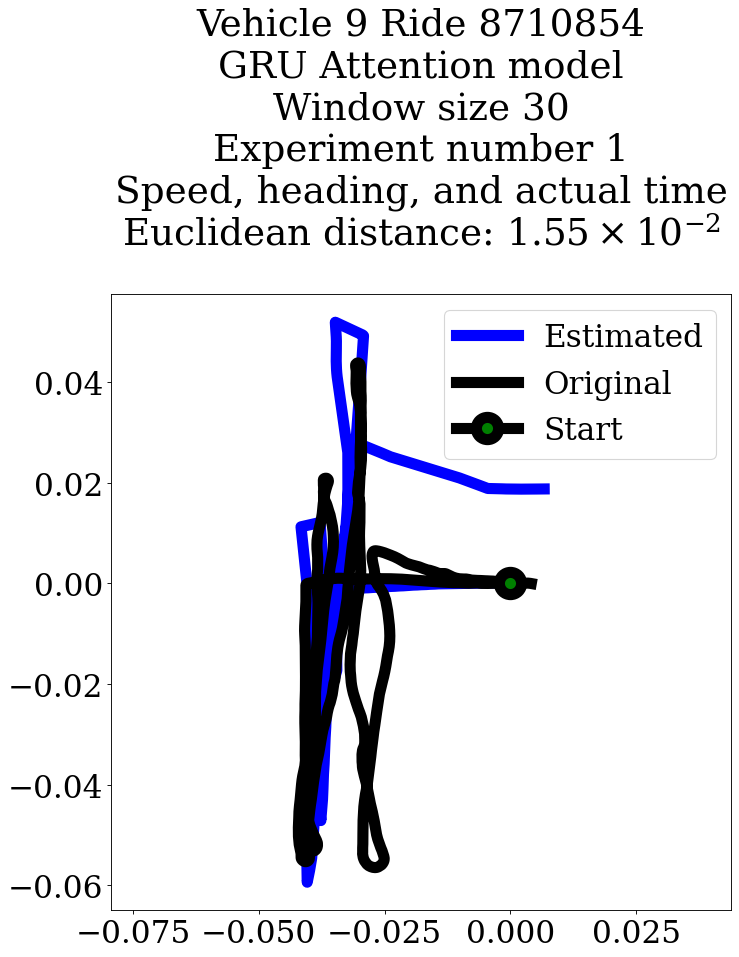 Vehicle 9 Ride 8710854
GRU Attention model
Window size 30
Experiment number 1
Speed, heading, and actual time
Euclidean distance: 1.55 × 10⁻²
Estimated
Original
Start
0.04
0.02
0.00
−0.02
−0.04
−0.06
−0.075 −0.050 −0.025 0.000 0.025